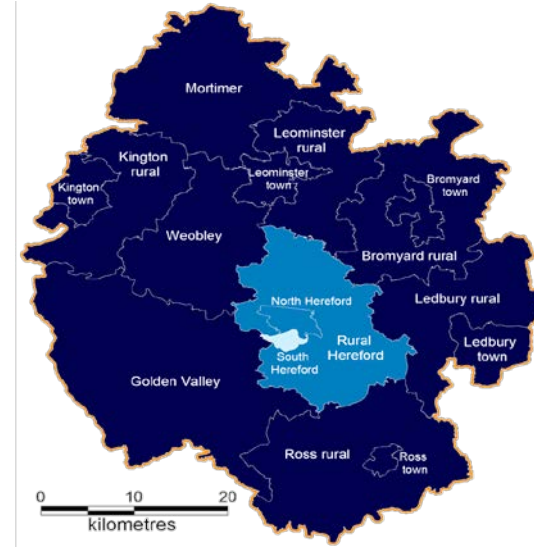 Mortimer
Leominster
rural
Kington
rural
Leominster
town
Bromyard
town
Kington
town
Weobley
Bromyard rural
North Hereford
Ledbury rural
Rural
Hereford
Ledbury
town
South
Hereford
Golden Valley
Ross rural
Ross
town
0 10 20
kilometres